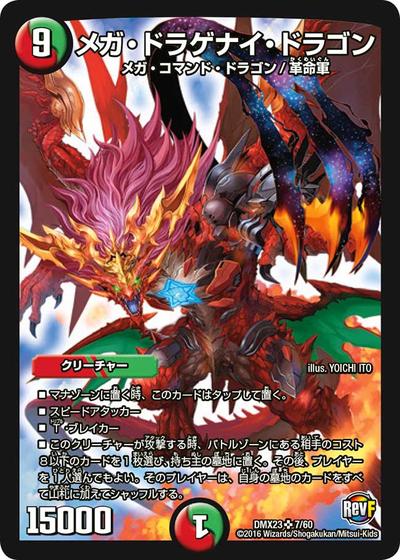 9
メガ・ドラゲナイ・ドラゴン
メガ・コマンド・ドラゴン/革命軍
かくめいぐん
illus. YOICHI ITO
クリーチャー
■ マナゾーンに置く時、このカードはタップして置く。
■ スピードアタッカー
■ T・ブレイカー
■ このクリーチャーが攻撃する時、バトルゾーンにある相手のコスト
8以下のカードを1枚選び、持ち主の墓地に置く。その後、プレイヤー
を1人選んでもよい。そのプレイヤーは、自身の墓地のカードをすべ
て山札に加えてシャッフルする。
15000
1
RevF
DMX23 7/60
©2016 Wizards/Shogakukan/Mitsui-Kids